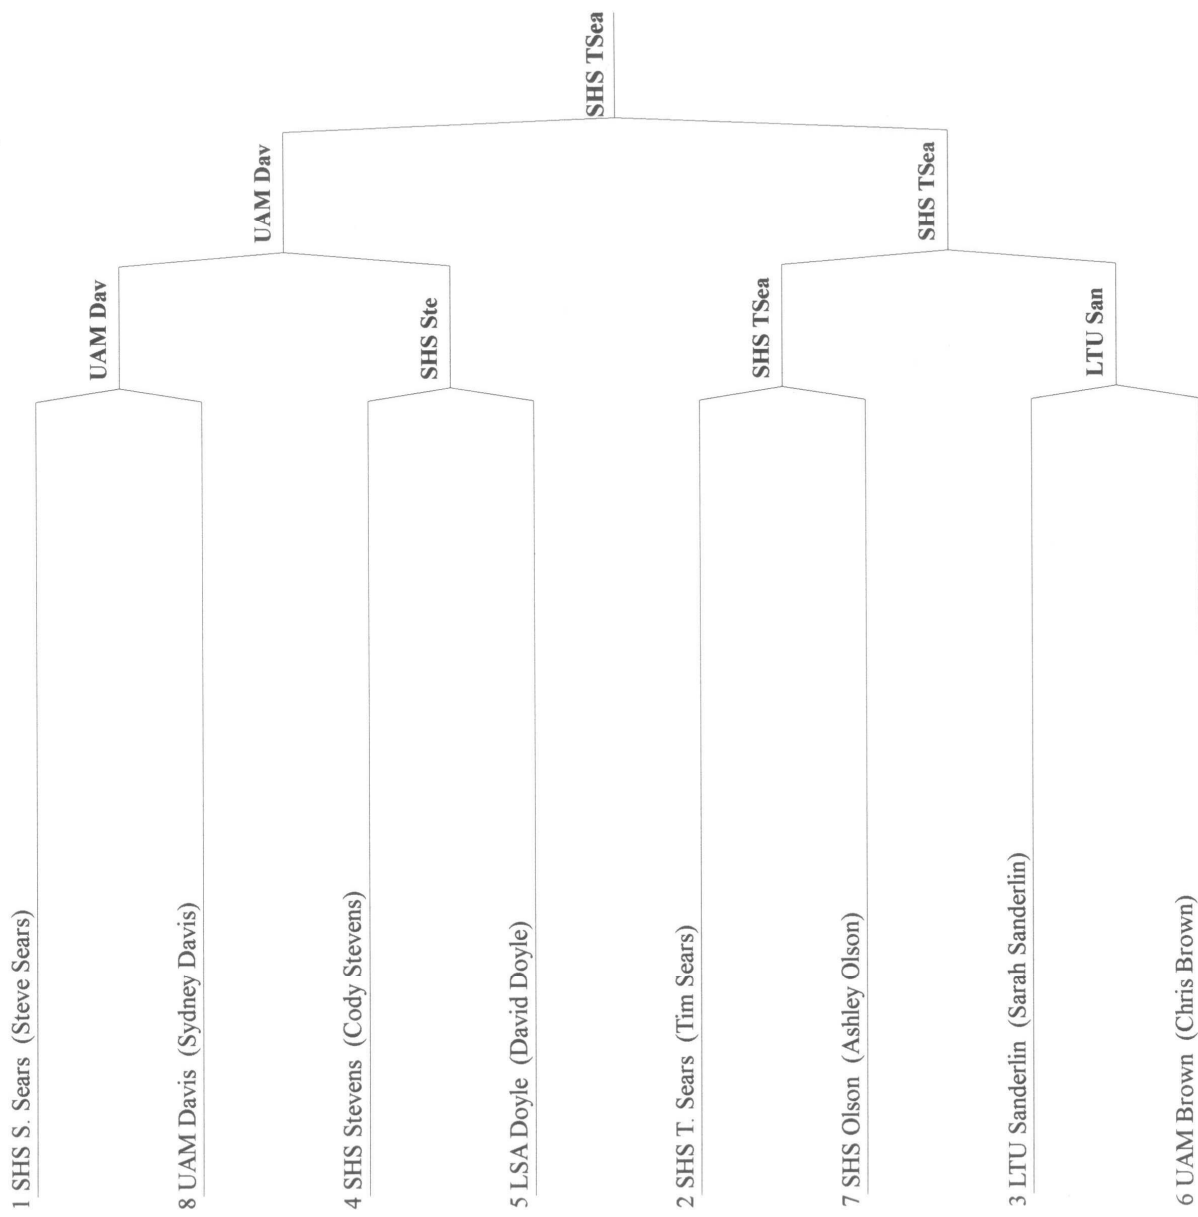 1 SHS S. Sears (Steve Sears)
8 UAM Davis (Sydney Davis)
4 SHS Stevens (Cody Stevens)
5 LSA Doyle (David Doyle)
2 SHS T. Sears (Tim Sears)
7 SHS Olson (Ashley Olson)
3 LTU Sanderlin (Sarah Sanderlin)
6 UAM Brown (Chris Brown)
UAM Dav
SHS Ste
SHS TSea
LTU San
UAM Dav
SHS TSea
SHS TSea